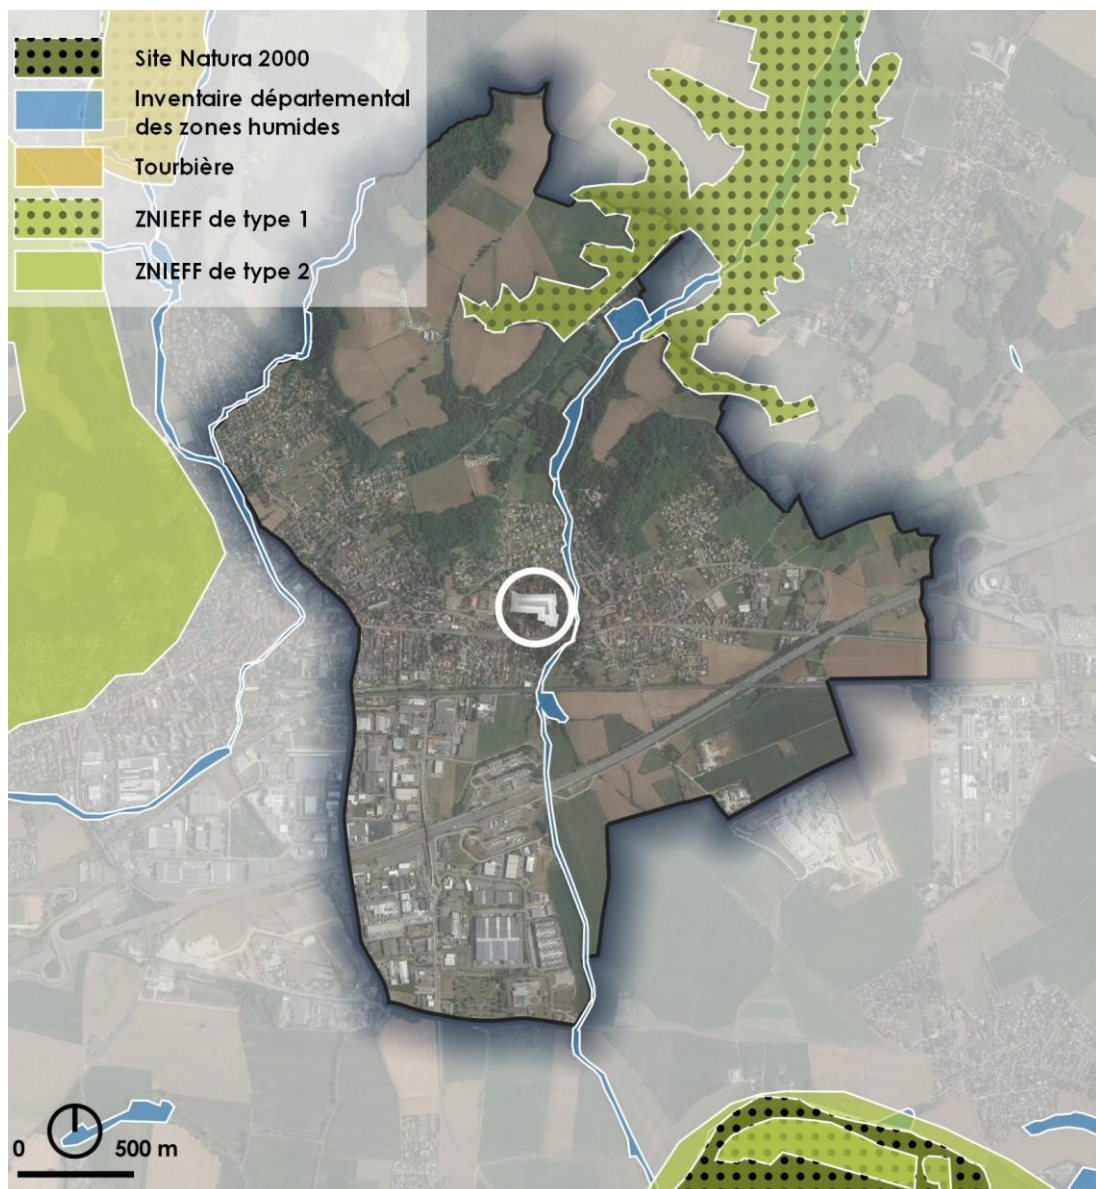 Site Natura 2000
Inventaire départemental
des zones humides
Tourbière
ZNIEFF de type 1
ZNIEFF de type 2
0 500 m